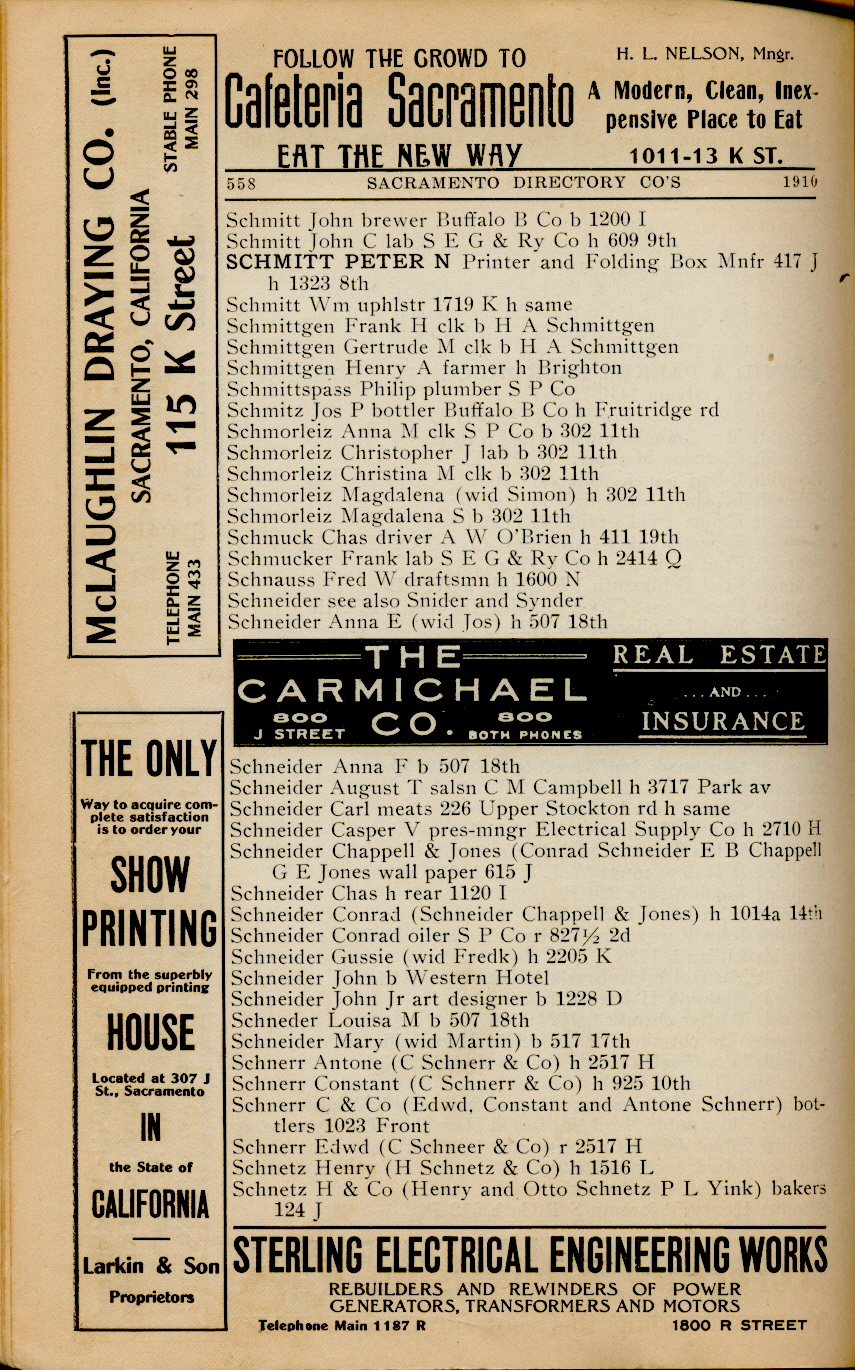 McLAUGHLIN DRAYING CO. (Inc.)
SACRAMENTO, CALIFORNIA
TELEPHONE
MAIN 433
115 K Street
STABLE PHONE
MAIN 298
FOLLOW THE CROWD TO
Cafeteria Sacramento
EAT THE NEW WAY
H. L. NELSON, Mngr.
A Modern, Clean, Inex-
pensive Place to Eat
1011-13 K ST.
558 SACRAMENTO DIRECTORY CO'S 1910
Schmitt John brewer Buffalo B Co b 1200 I
Schmitt John C lab S E G & Ry Co h 609 9th
SCHMITT PETER N Printer and Folding Box Mnfr 417 J
h 1323 8th
Schmitt Wm uphlstr 1719 K h same
Schmittgen Frank H clk b H A Schmittgen
Schmittgen Gertrude M clk b H A Schmittgen
Schmittgen Henry A farmer h Brighton
Schmittspass Philip plumber S P Co
Schmitz Jos P bottler Buffalo B Co h Fruitridge rd
Schmorleiz Anna M clk S P Co b 302 11th
Schmorleiz Christopher J lab b 302 11th
Schmorleiz Christina M clk b 302 11th
Schmorleiz Magdalena (wid Simon) h 302 11th
Schmorleiz Magdalena S b 302 11th
Schmuck Chas driver A W O'Brien h 411 19th
Schmucker Frank lab S E G & Ry Co h 2414 Q
Schnauss Fred W draftsmn h 1600 N
Schneider see also Snider and Synder
Schneider Anna E (wid Jos) h 507 18th
THE
CARMICHAEL
800 J STREET CO. 800 BOTH PHONES
REAL ESTATE
...AND...
INSURANCE
Schneider Anna F b 507 18th
Schneider August T salsn C M Campbell h 3717 Park av
Schneider Carl meats 226 Upper Stockton rd h same
Schneider Casper V pres-mngr Electrical Supply Co h 2710 H
Schneider Chappell & Jones (Conrad Schneider E B Chappell
G E Jones wall paper 615 J
Schneider Chas h rear 1120 I
Schneider Conrad (Schneider Chappell & Jones) h 1014a 14th
Schneider Conrad oiler S P Co r 827½ 2d
Schneider Gussie (wid Fredk) h 2205 K
Schneider John b Western Hotel
Schneider John Jr art designer b 1228 D
Schneder Louisa M b 507 18th
Schneider Mary (wid Martin) b 517 17th
Schnerr Antone (C Schnerr & Co) h 2517 H
Schnerr Constant (C Schnerr & Co) h 925 10th
Schnerr C & Co (Edwd, Constant and Antone Schnerr) bot-
tlers 1023 Front
Schnerr Edwd (C Schneer & Co) r 2517 H
Schnetz Henry (H Schnetz & Co) h 1516 L
Schnetz H & Co (Henry and Otto Schnetz P L Yink) bakers
124 J
THE ONLY
Way to acquire com-
plete satisfaction
is to order your
SHOW
PRINTING
From the superbly
equipped printing
HOUSE
Located at 307 J
St., Sacramento
IN
the State of
CALIFORNIA
Larkin & Son
Proprietors
STERLING ELECTRICAL ENGINEERING WORKS
REBUILDERS AND REWINDERS OF POWER
GENERATORS, TRANSFORMERS AND MOTORS
Telephone Main 1187 R 1800 R STREET